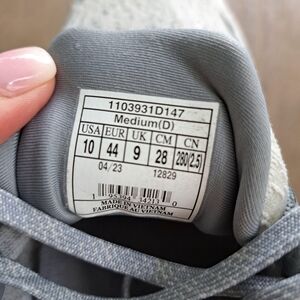 1103931D147
Medium(D)
USA EUR UK CM CN
10 44 9 28 280(2.5)
04/23 12829
MADE IN VIETNAM
FABRIQUE AU VIETNAM